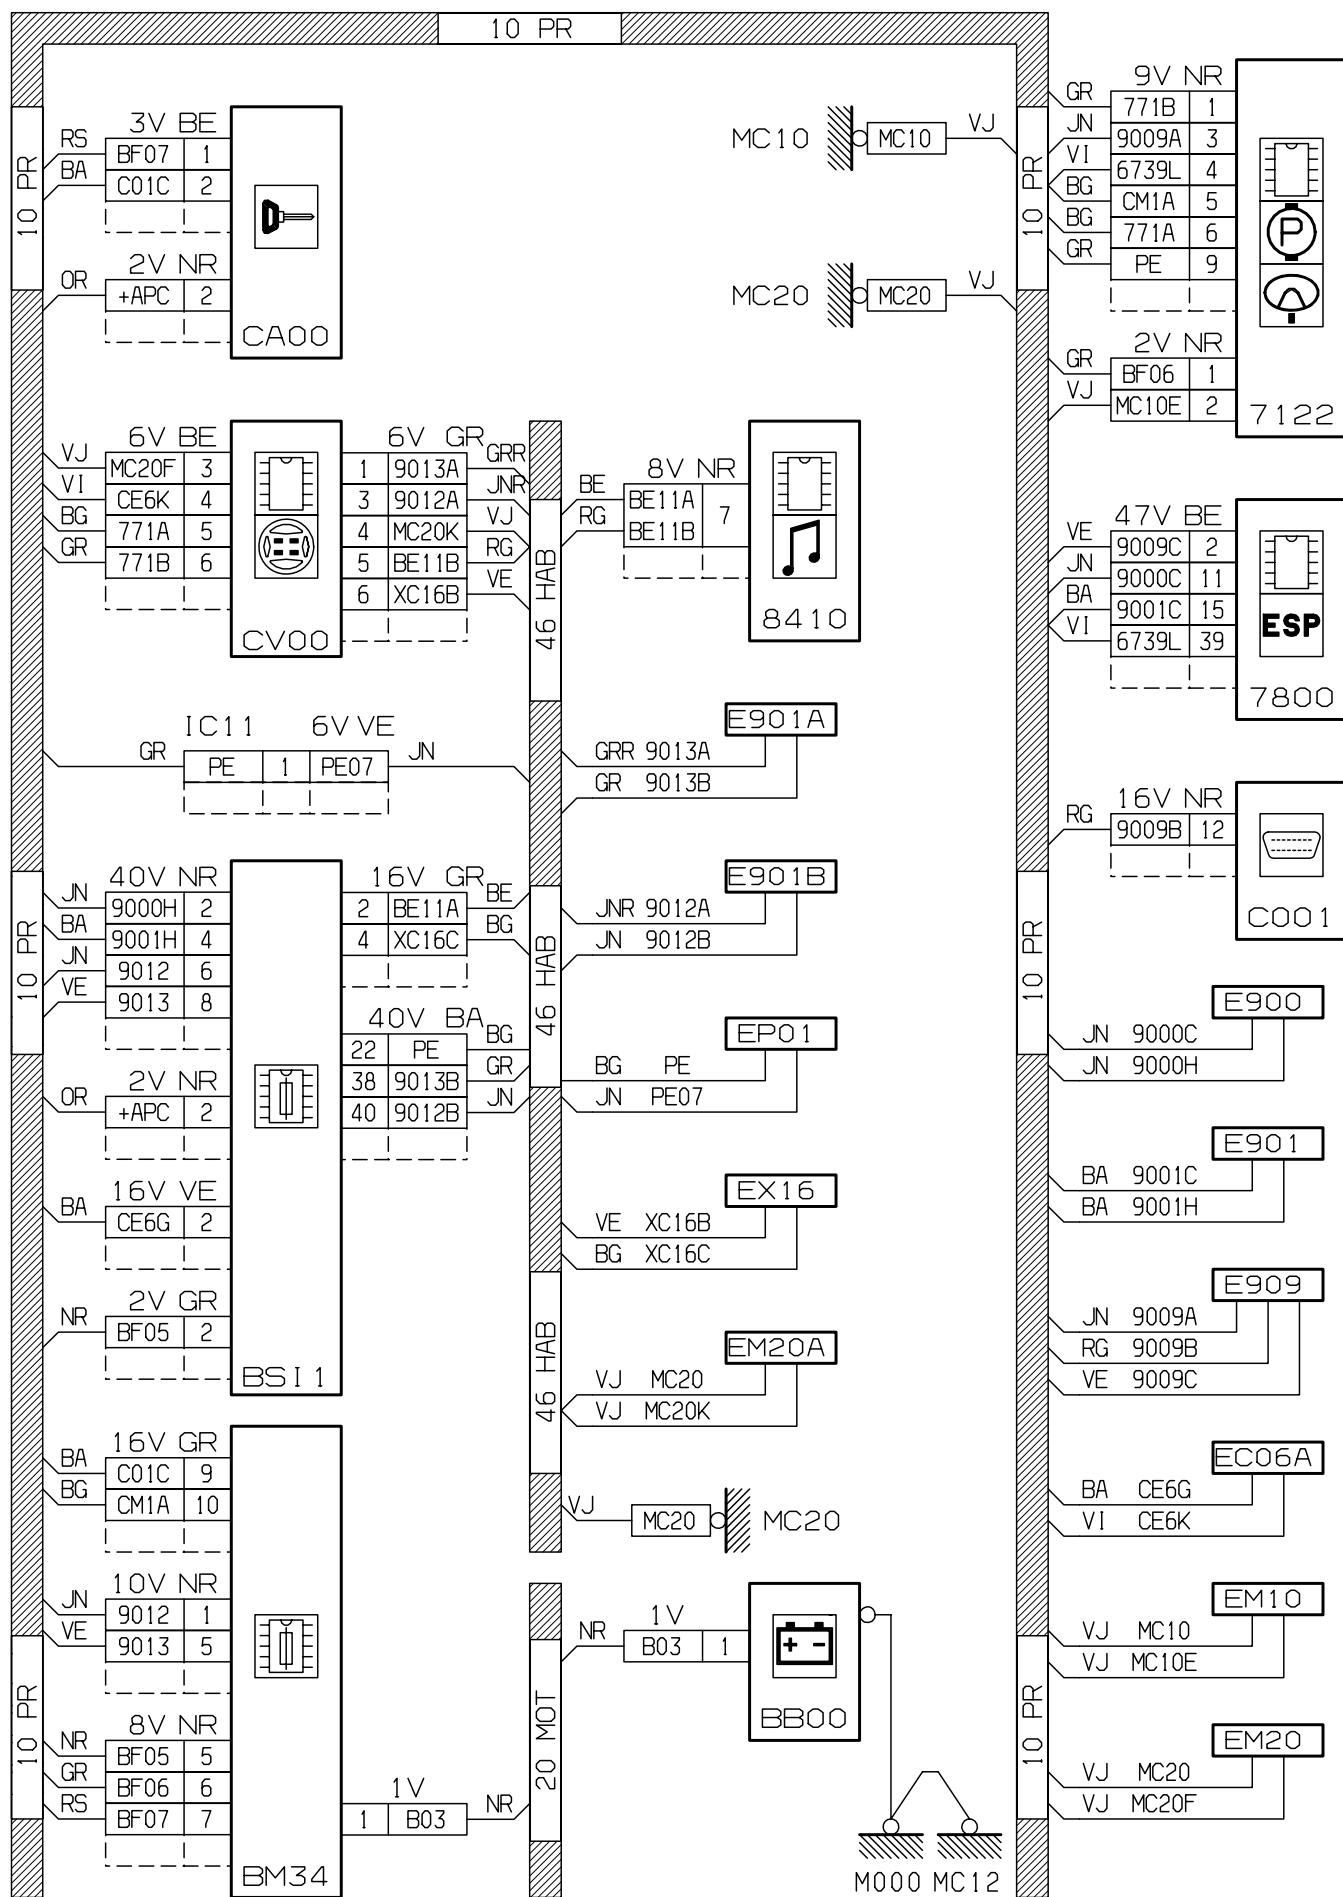 10 PR
10 PR
3V BE
RS BF07 1
BA C01C 2
2V NR
OR +APC 2
CA00
MC10 MC10 VJ
MC20 MC20 VJ
10 PR
9V NR
GR 771B 1
JN 9009A 3
VI 6739L 4
BG CM1A 5
BG 771A 6
GR PE 9
P
2V NR
GR BF06 1
VJ MC10E 2
7122
6V BE
VJ MC20F 3
VI CE6K 4
BG 771A 5
GR 771B 6
CV00
6V GR
1 9013A GRR
3 9012A JNR
4 MC20K VJ
5 BE11B RG
6 XC16B VE
46 HAB
8V NR
BE BE11A
RG BE11B
7
8410
47V BE
VE 9009C 2
JN 9000C 11
BA 9001C 15
VI 6739L 39
ESP
7800
IC11 6V VE
GR PE 1 PE07 JN
E901A
GRR 9013A
GR 9013B
16V NR
RG 9009B 12
C001
10 PR
40V NR
JN 9000H 2
BA 9001H 4
JN 9012 6
VE 9013 8
2V NR
OR +APC 2
16V VE
BA CE6G 2
2V GR
NR BF05 2
BSI1
16V GR
2 BE11A BE
4 XC16C BG
40V BA
22 PE BG
38 9013B GR
40 9012B JN
46 HAB
E901B
JNR 9012A
JN 9012B
EP01
BG PE
JN PE07
EX16
VE XC16B
BG XC16C
46 HAB
EM20A
VJ MC20
VJ MC20K
VJ MC20 MC20
10 PR
E900
JN 9000C
JN 9000H
E901
BA 9001C
BA 9001H
E909
JN 9009A
RG 9009B
VE 9009C
EC06A
BA CE6G
VI CE6K
EM10
VJ MC10
VJ MC10E
10 PR
EM20
VJ MC20
VJ MC20F
16V GR
BA C01C 9
BG CM1A 10
10V NR
JN 9012 1
VE 9013 5
10 PR
8V NR
NR BF05 5
GR BF06 6
RS BF07 7
BM34
1V
1 B03 NR
20 MOT
1V
NR B03 1
+ -
BB00
M000 MC12